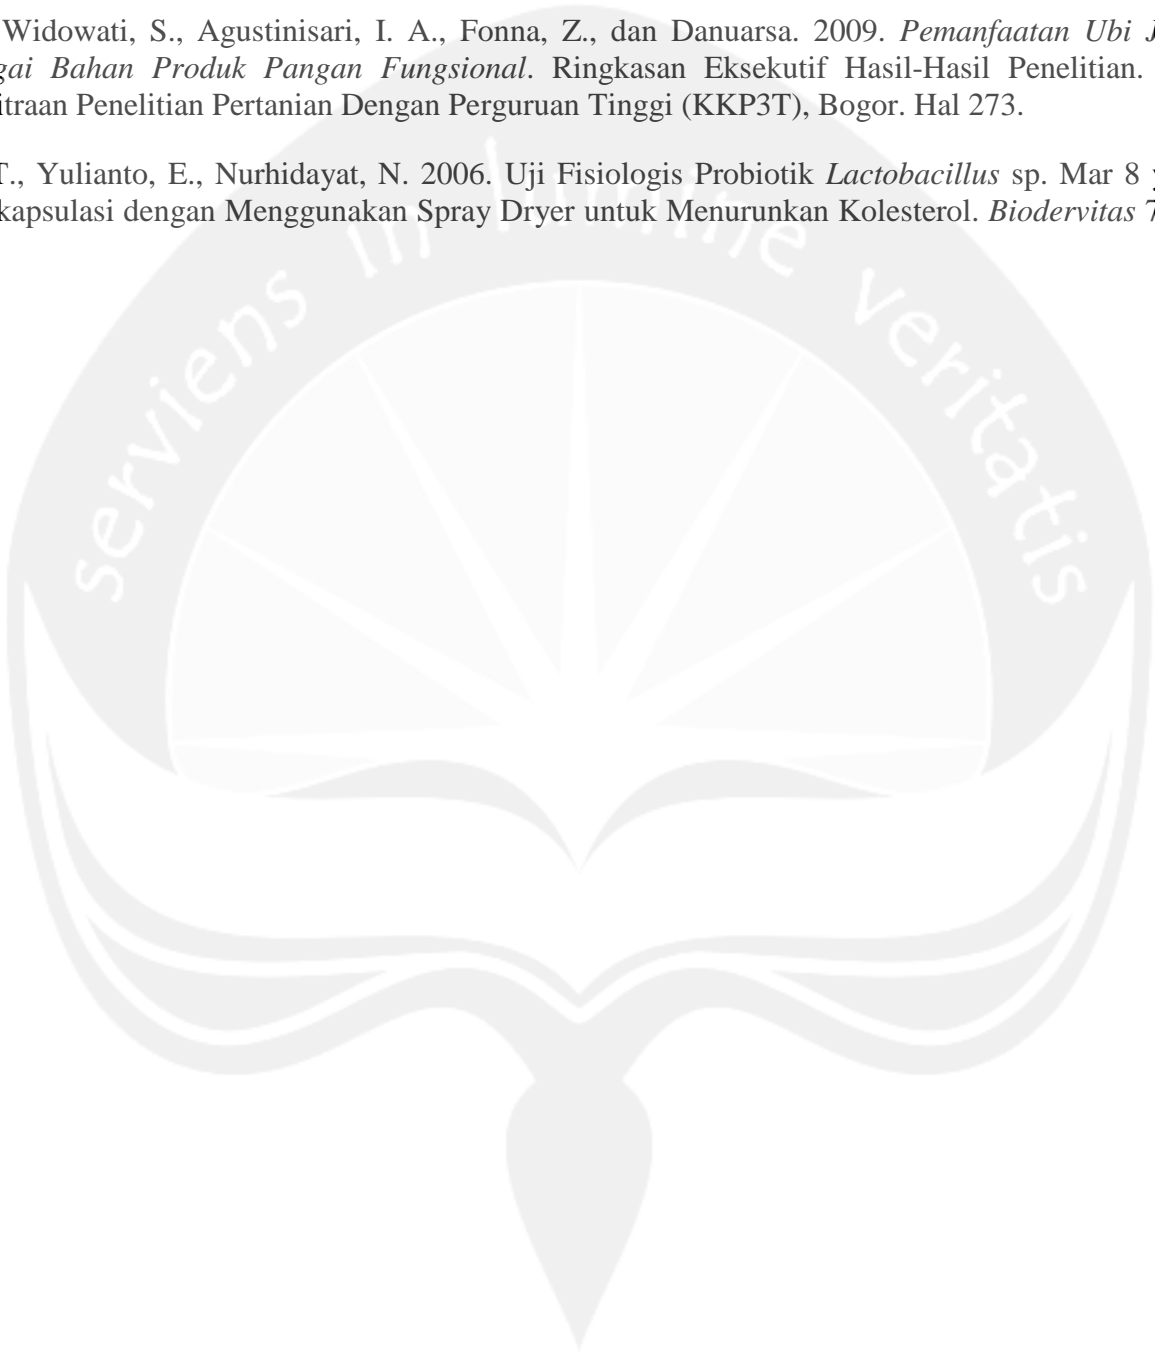 Widowati, S., Agustinisari, I. A., Fonna, Z., dan Danuarsa. 2009. Pemanfaatan Ubi J
gai Bahan Produk Pangan Fungsional. Ringkasan Eksekutif Hasil-Hasil Penelitian.
itraan Penelitian Pertanian Dengan Perguruan Tinggi (KKP3T), Bogor. Hal 273.
T., Yulianto, E., Nurhidayat, N. 2006. Uji Fisiologis Probiotik Lactobacillus sp. Mar 8 y
kapsulasi dengan Menggunakan Spray Dryer untuk Menurunkan Kolesterol. Biodervitas 7
serviens in lumine veritatis